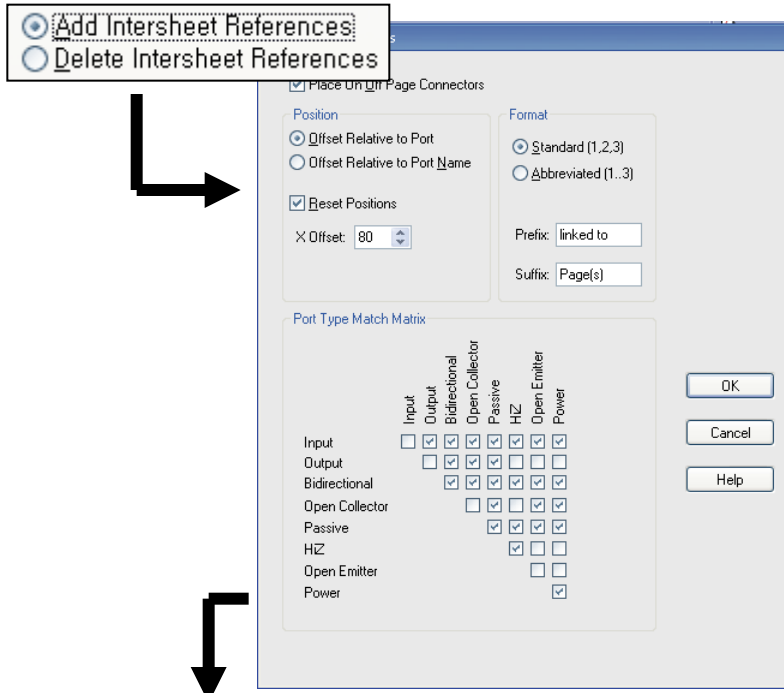 Add Intersheet References
Delete Intersheet References
Place On Off Page Connectors
Position
Offset Relative to Port
Offset Relative to Port Name
Reset Positions
X Offset: 80
Format
Standard (1,2,3)
Abbreviated (1..3)
Prefix: linked to
Suffix: Page(s)
Port Type Match Matrix
Input
Output
Bidirectional
Open Collector
Passive
HiZ
Open Emitter
Power
Input
Output
Bidirectional
Open Collector
Passive
HiZ
Open Emitter
Power
OK
Cancel
Help